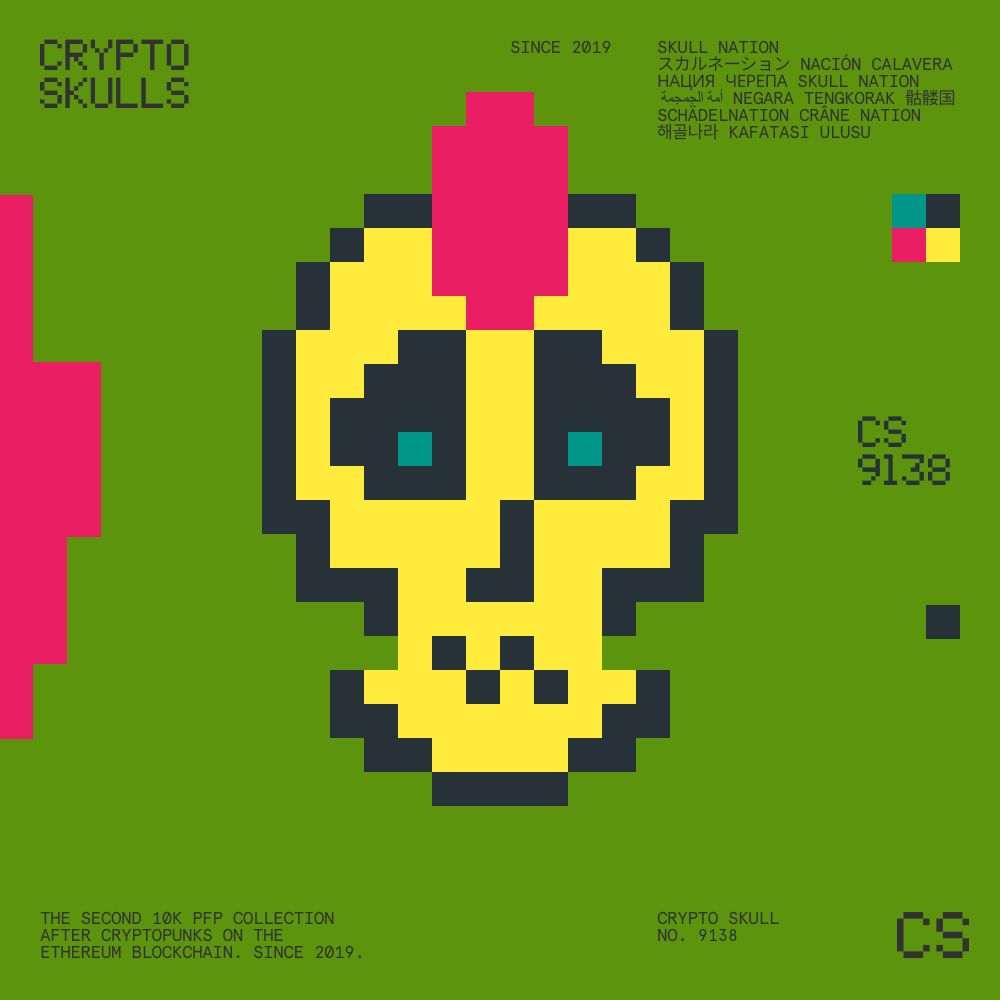 CRYPTO
SKULLS
SINCE 2019
SKULL NATION
スカルネーション NACIÓN CALAVERA
НАЦИЯ ЧЕРЕПА SKULL NATION
أمة الجمجمة NEGARA TENGKORAK 骷髅国
SCHÄDELNATION CRÂNE NATION
해골나라 KAFATASI ULUSU
CS
9138
THE SECOND 10K PFP COLLECTION
AFTER CRYPTOPUNKS ON THE
ETHEREUM BLOCKCHAIN. SINCE 2019.
CRYPTO SKULL
NO. 9138
CS